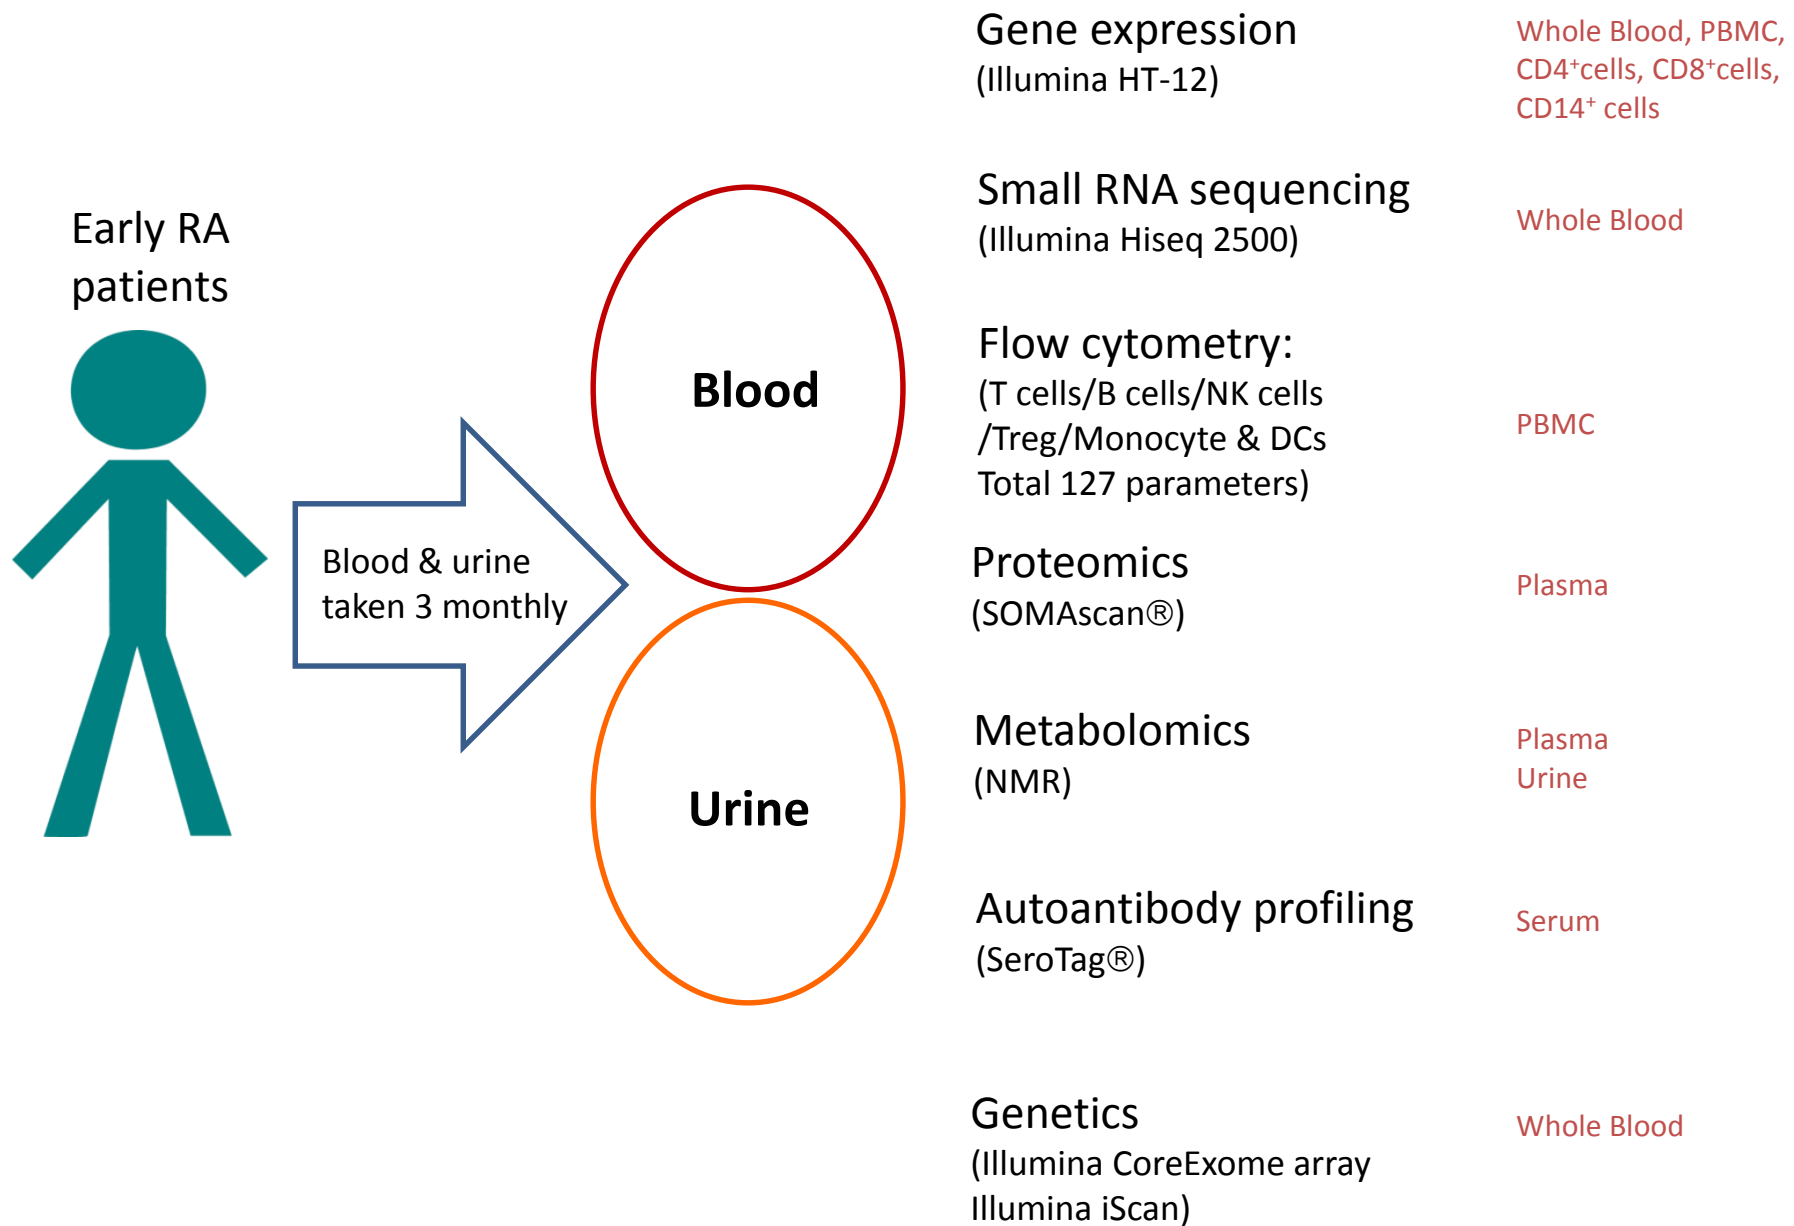 Early RA
patients
Blood & urine
taken 3 monthly
Blood
Urine
Gene expression
(Illumina HT-12)
Whole Blood, PBMC,
CD4⁺cells, CD8⁺cells,
CD14⁺ cells
Small RNA sequencing
(Illumina Hiseq 2500)
Whole Blood
Flow cytometry:
(T cells/B cells/NK cells
/Treg/Monocyte & DCs
Total 127 parameters)
PBMC
Proteomics
(SOMAscan®)
Plasma
Metabolomics
(NMR)
Plasma
Urine
Autoantibody profiling
(SeroTag®)
Serum
Genetics
(Illumina CoreExome array
Illumina iScan)
Whole Blood